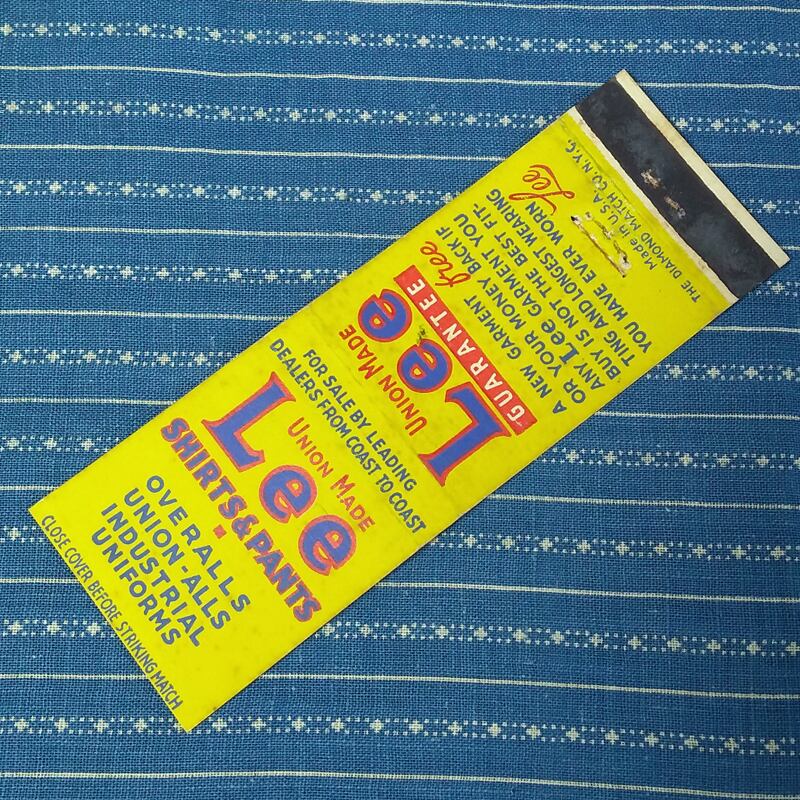 UNION MADE
Lee
SHIRTS & PANTS
OVERALLS
UNION-ALLS
INDUSTRIAL
UNIFORMS
CLOSE COVER BEFORE STRIKING MATCH
FOR SALE BY LEADING
DEALERS FROM COAST TO COAST
UNION MADE
Lee
GUARANTEE
free
A NEW GARMENT
OR YOUR MONEY BACK IF
ANY Lee GARMENT YOU
BUY IS NOT THE BEST FIT-
TING AND LONGEST WEARING
YOU HAVE EVER WORN
Lee
Made in U.S.A.
THE DIAMOND MATCH CO. N.Y.C.